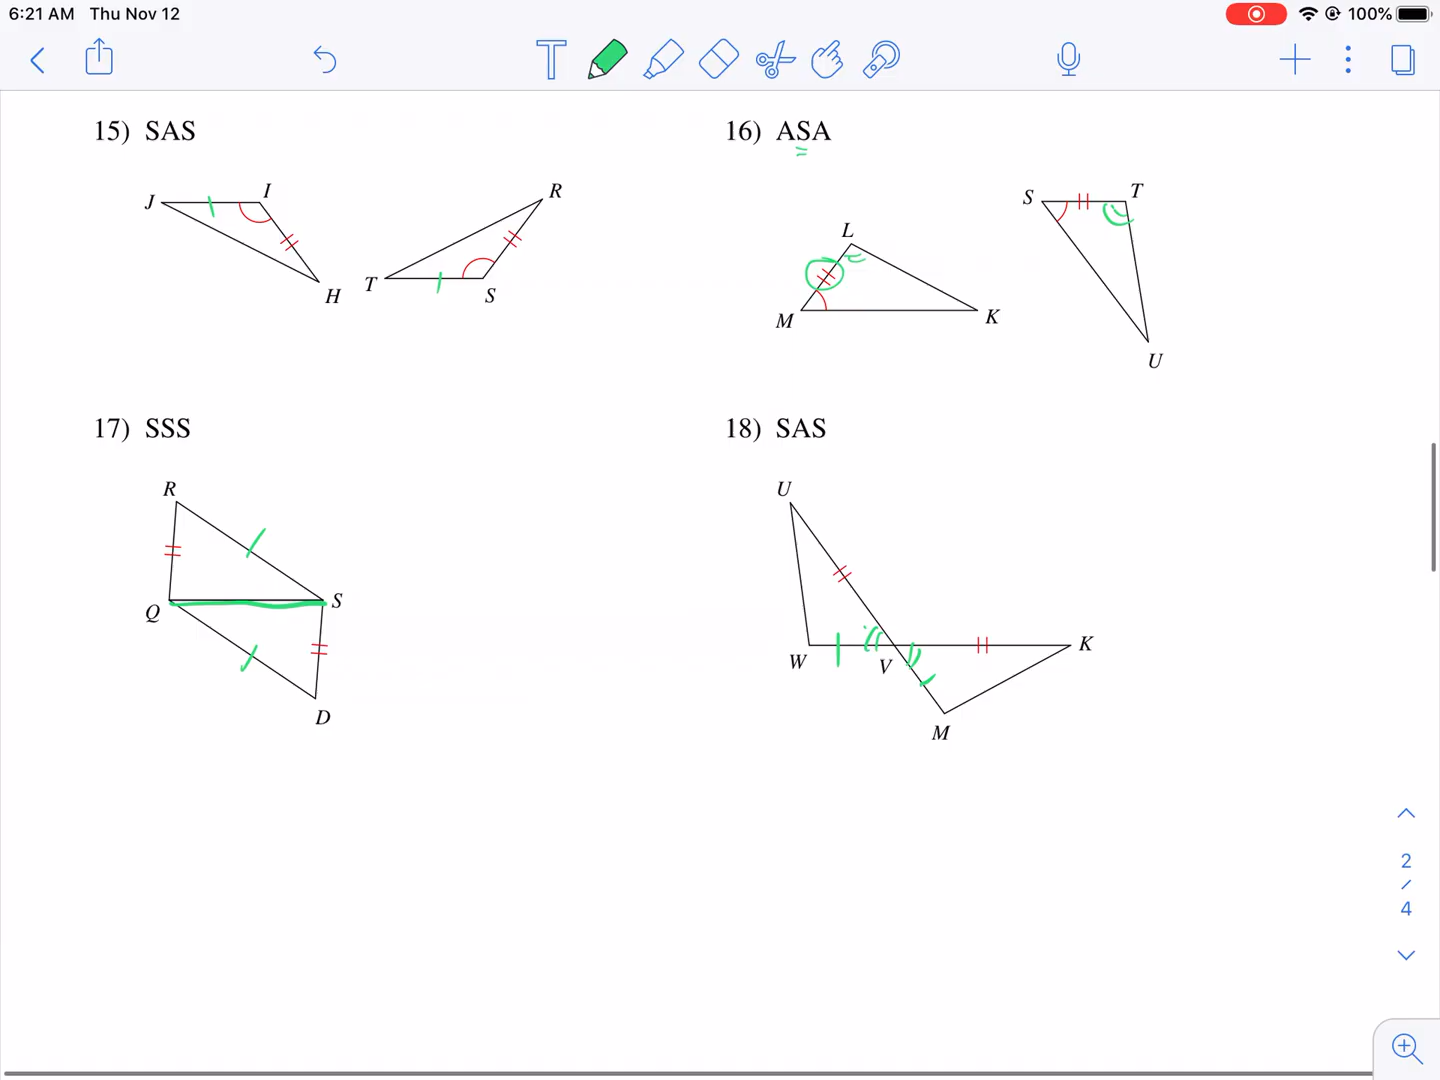 6:21 AM Thu Nov 12
100%
T
15) SAS
J
I
H
R
T
S
16) ASA
L
M
K
S
T
U
17) SSS
R
Q
S
D
18) SAS
U
W
V
K
M
2
/
4